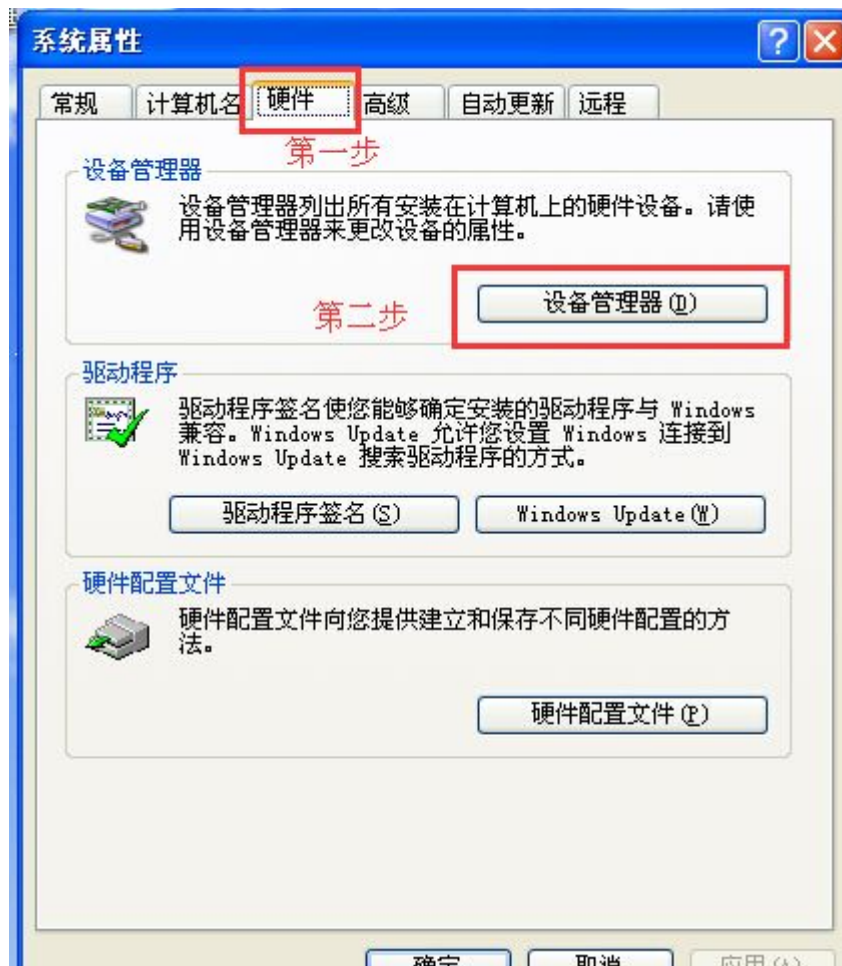 系统属性
常规
计算机名
硬件
高级
自动更新
远程
第一步
设备管理器
设备管理器列出所有安装在计算机上的硬件设备。请使
用设备管理器来更改设备的属性。
第二步
设备管理器(D)
驱动程序
驱动程序签名使您能够确定安装的驱动程序与 Windows
兼容。Windows Update 允许您设置 Windows 连接到
Windows Update 搜索驱动程序的方式。
驱动程序签名(S)
Windows Update(W)
硬件配置文件
硬件配置文件向您提供建立和保存不同硬件配置的方
法。
硬件配置文件(P)
确定
取消
应用(A)